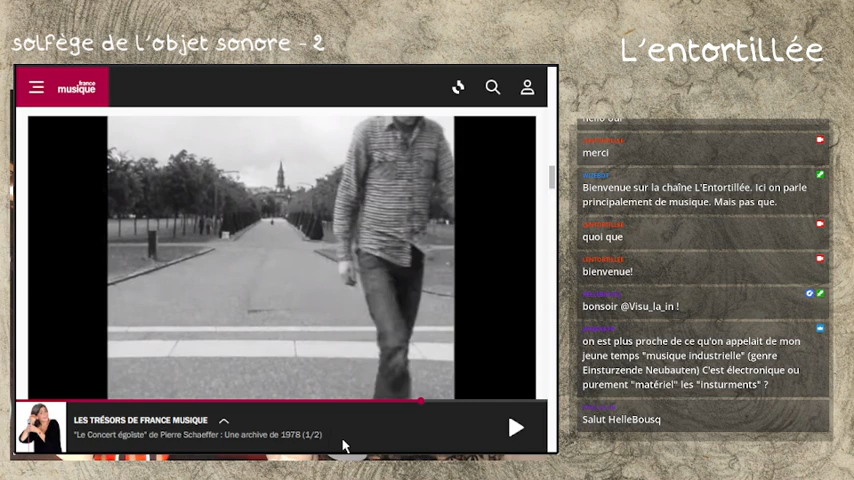 solfège de l'objet sonore - 2
L'entortillée
france
musique
LES TRÉSORS DE FRANCE MUSIQUE
"Le Concert égoïste" de Pierre Schaeffer : Une archive de 1978 (1/2)
hello oui
merci
Bienvenue sur la chaîne L'Entortillée. Ici on parle
principalement de musique. Mais pas que.
quoi que
bienvenue!
bonsoir @Visu_la_in !
on est plus proche de ce qu'on appelait de mon
jeune temps "musique industrielle" (genre
Einsturzende Neubauten) C'est électronique ou
purement "matériel" les "insturments" ?
Salut HelleBousq